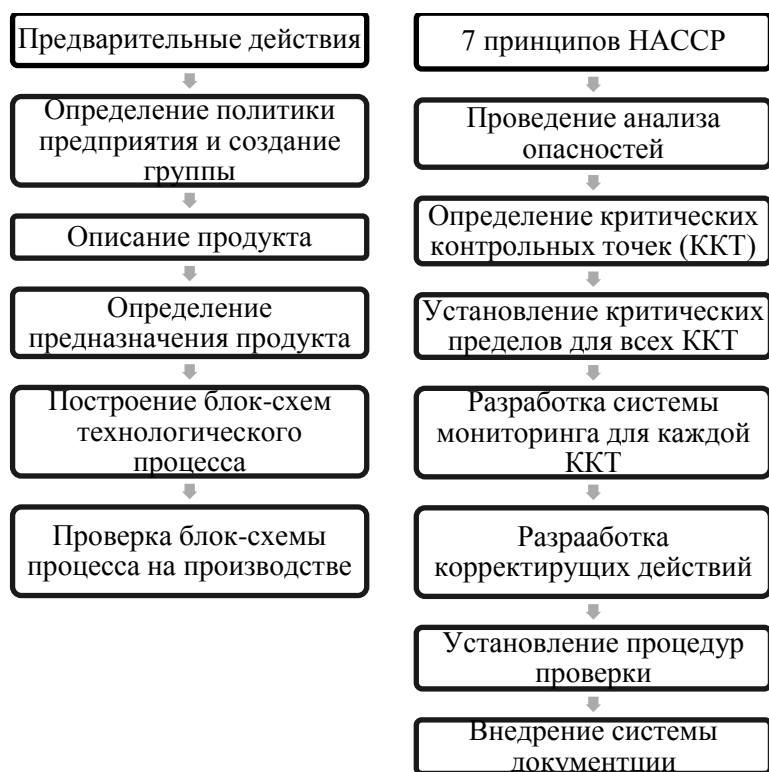 Предварительные действия
Определение политики
предприятия и создание
группы
Описание продукта
Определение
предназначения продукта
Построение блок-схем
технологического
процесса
Проверка блок-схемы
процесса на производстве
7 принципов НАССР
Проведение анализа
опасностей
Определение критических
контрольных точек (ККТ)
Установление критических
пределов для всех ККТ
Разработка системы
мониторинга для каждой
ККТ
Разрааботка
корректирущих действий
Установление процедур
проверки
Внедрение системы
документции